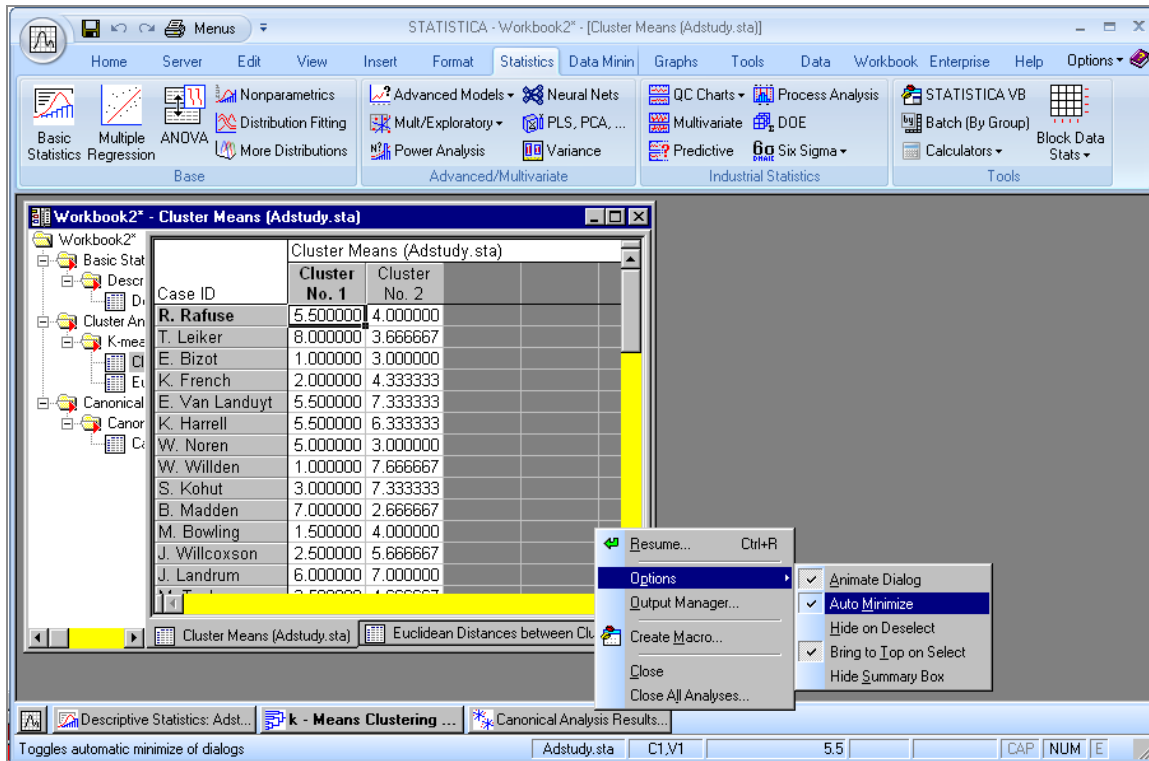 Menus
STATISTICA - Workbook2* - [Cluster Means (Adstudy.sta)]
Home Server Edit View Insert Format Statistics Data Minin Graphs Tools Data Workbook Enterprise Help Options
Basic Statistics
Multiple Regression
ANOVA
Nonparametrics
Distribution Fitting
More Distributions
Base
Advanced Models
Mult/Exploratory
Power Analysis
Neural Nets
PLS, PCA, ...
Variance
Advanced/Multivariate
QC Charts
Multivariate
Predictive
Process Analysis
DOE
Six Sigma
Industrial Statistics
STATISTICA VB
Batch (By Group)
Calculators
Block Data Stats
Tools
Workbook2* - Cluster Means (Adstudy.sta)
Workbook2*
Basic Stat
Descr
De
Cluster An
K-mea
Cl
Eu
Canonical
Canor
Ca
Cluster Means (Adstudy.sta)
Case ID Cluster No. 1 Cluster No. 2
R. Rafuse 5.500000 4.000000
T. Leiker 8.000000 3.666667
E. Bizot 1.000000 3.000000
K. French 2.000000 4.333333
E. Van Landuyt 5.500000 7.333333
K. Harrell 5.500000 6.333333
W. Noren 5.000000 3.000000
W. Willden 1.000000 7.666667
S. Kohut 3.000000 7.333333
B. Madden 7.000000 2.666667
M. Bowling 1.500000 4.000000
J. Willcoxson 2.500000 5.666667
J. Landrum 6.000000 7.000000
Cluster Means (Adstudy.sta) Euclidean Distances between Clu
Resume... Ctrl+R
Options
Output Manager...
Create Macro...
Close
Close All Analyses...
Animate Dialog
Auto Minimize
Hide on Deselect
Bring to Top on Select
Hide Summary Box
Descriptive Statistics: Adst... k - Means Clustering ... Canonical Analysis Results...
Toggles automatic minimize of dialogs Adstudy.sta C1,V1 5.5 CAP NUM E